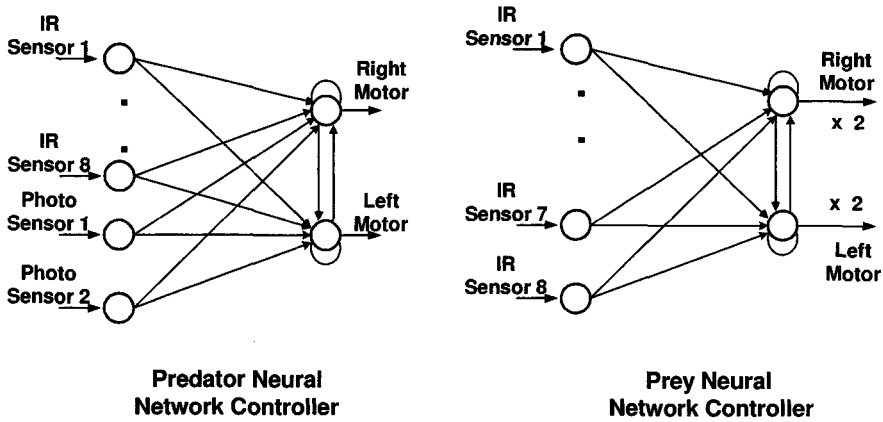 IR
Sensor 1
IR
Sensor 8
Photo
Sensor 1
Photo
Sensor 2
Right
Motor
Left
Motor
Predator Neural
Network Controller
IR
Sensor 1
IR
Sensor 7
IR
Sensor 8
Right
Motor
x 2
x 2
Left
Motor
Prey Neural
Network Controller